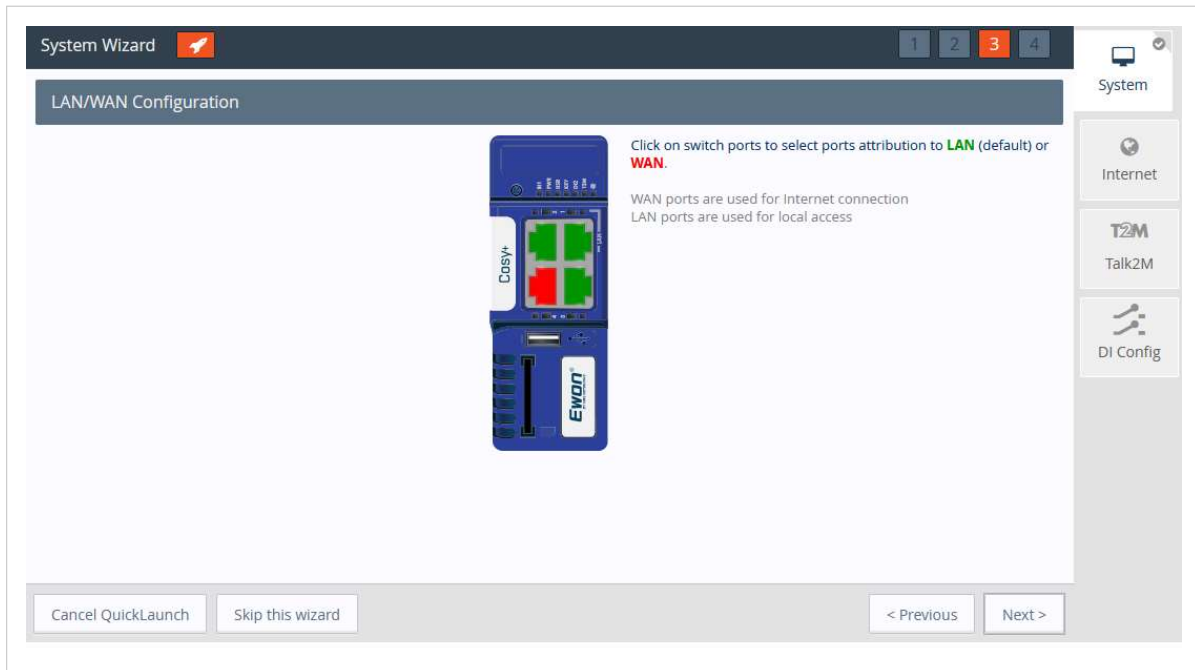 System Wizard
1 2 3 4
LAN/WAN Configuration
Click on switch ports to select ports attribution to LAN (default) or
WAN.
WAN ports are used for Internet connection
LAN ports are used for local access
Cosy+
LAN
Ewon
System
Internet
T2M
Talk2M
DI Config
Cancel QuickLaunch
Skip this wizard
< Previous
Next >